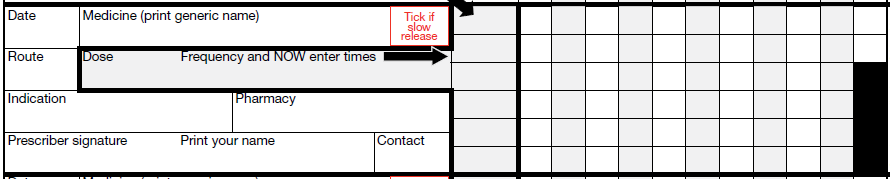 Date
Medicine (print generic name)
Tick if
slow
release
Route
Dose
Frequency and NOW enter times
Indication
Pharmacy
Prescriber signature
Print your name
Contact